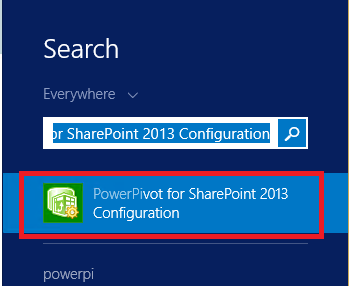 Search
Everywhere
or SharePoint 2013 Configuration
PowerPivot for SharePoint 2013
Configuration
powerpi